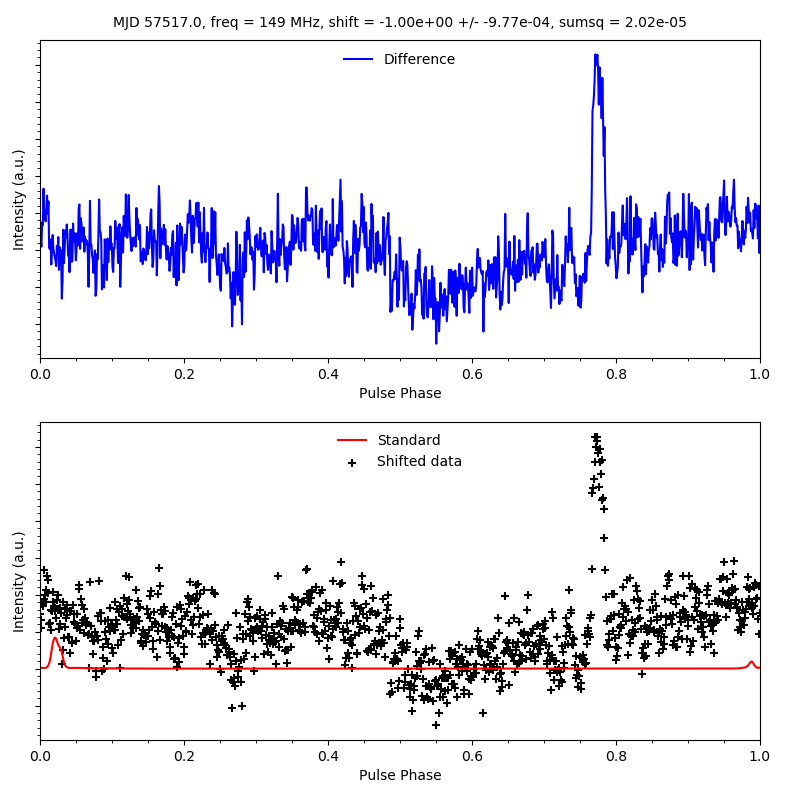 MJD 57517.0, freq = 149 MHz, shift = -1.00e+00 +/- -9.77e-04, sumsq = 2.02e-05
Difference
Intensity (a.u.)
0.0 0.2 0.4 0.6 0.8 1.0
Pulse Phase
Standard
Shifted data
Intensity (a.u.)
0.0 0.2 0.4 0.6 0.8 1.0
Pulse Phase